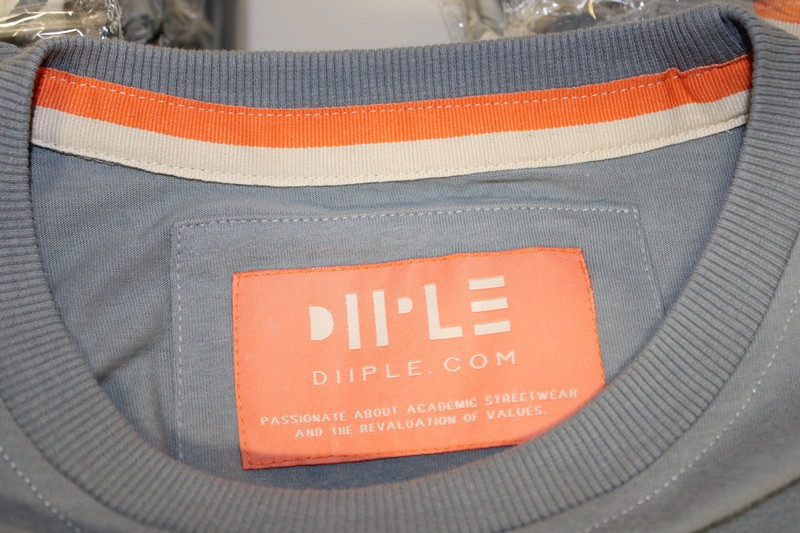 DIIPLE
DIIPLE.COM
PASSIONATE ABOUT ACADEMIC STREETWEAR
AND THE REVALUATION OF VALUES.